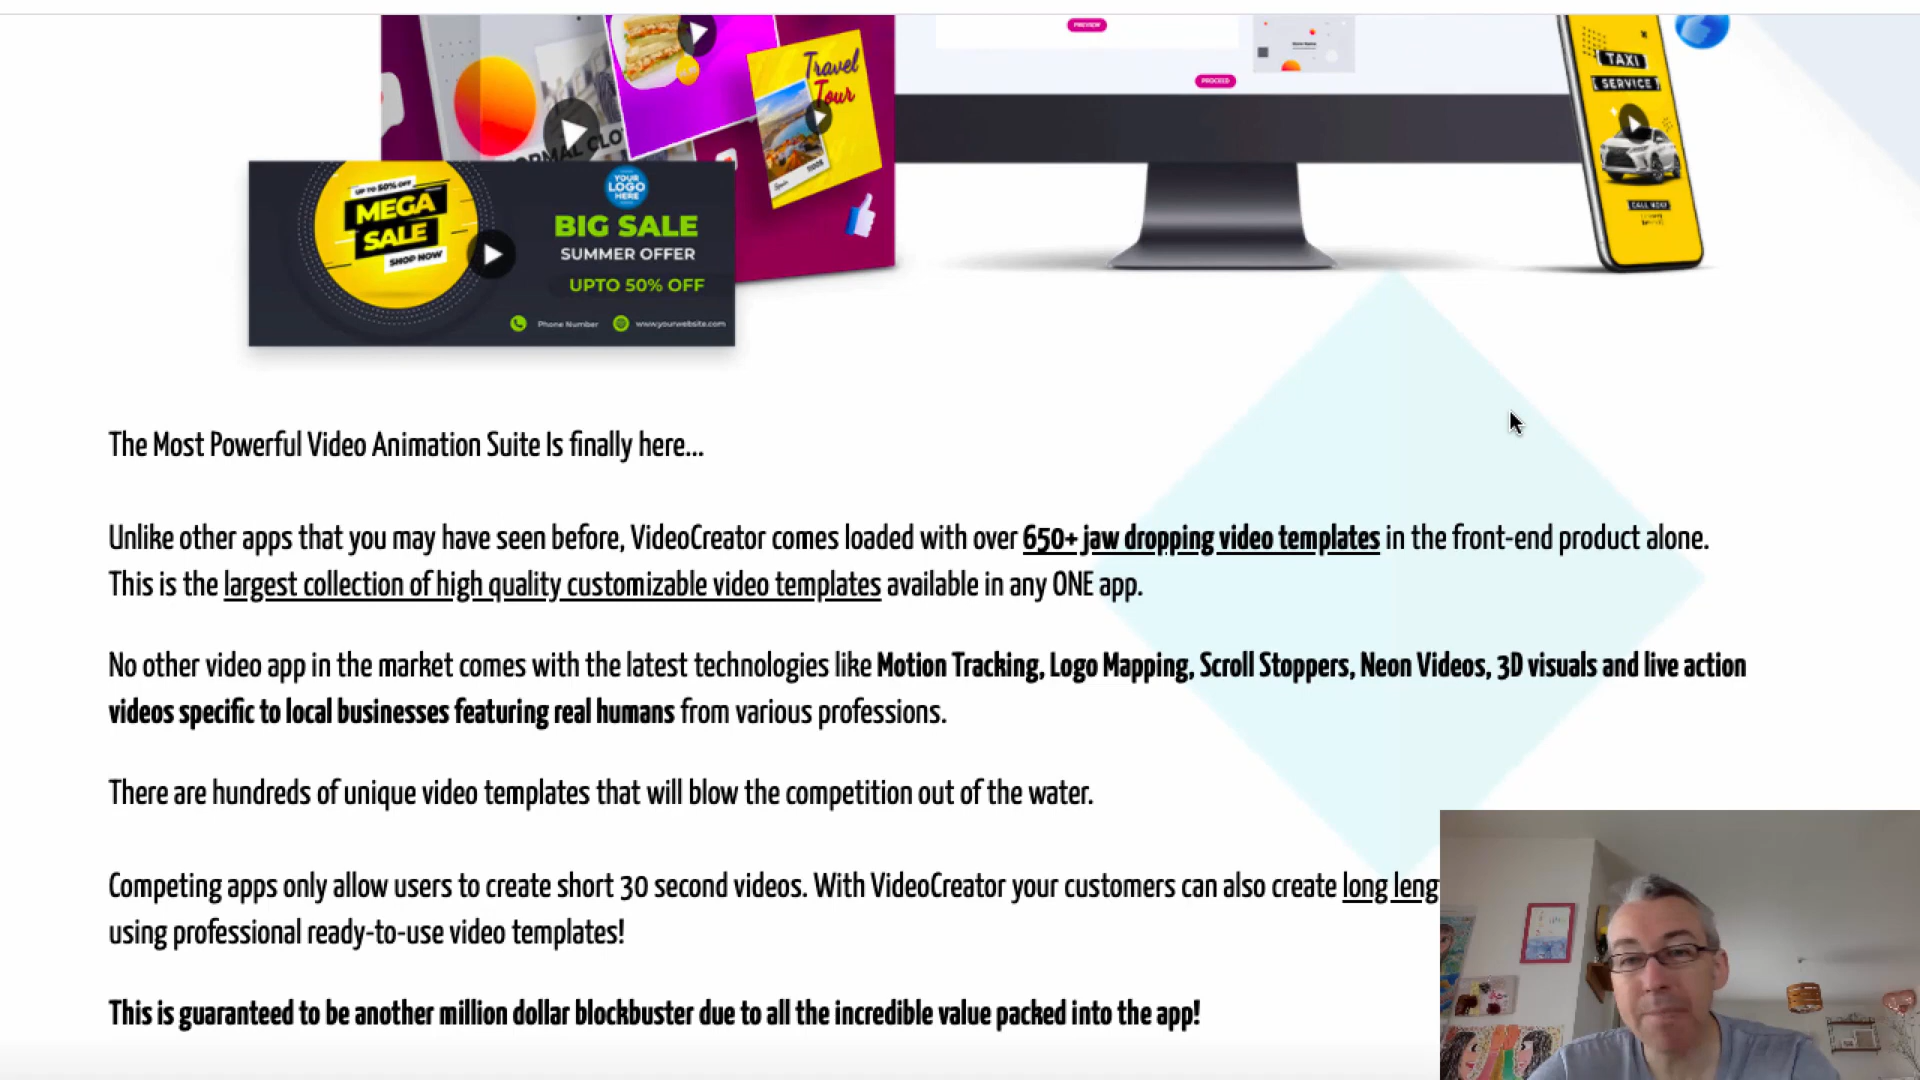 PREVIEW
PROCEED
Travel
Tour
TAXI
SERVICE
CALL NOW
UP TO 50% OFF
MEGA
SALE
SHOP NOW
YOUR
LOGO
HERE
BIG SALE
SUMMER OFFER
UPTO 50% OFF
Phone Number
www.yourwebsite.com
The Most Powerful Video Animation Suite Is finally here...
Unlike other apps that you may have seen before, VideoCreator comes loaded with over 650+ jaw dropping video templates in the front-end product alone.
This is the largest collection of high quality customizable video templates available in any ONE app.
No other video app in the market comes with the latest technologies like Motion Tracking, Logo Mapping, Scroll Stoppers, Neon Videos, 3D visuals and live action
videos specific to local businesses featuring real humans from various professions.
There are hundreds of unique video templates that will blow the competition out of the water.
Competing apps only allow users to create short 30 second videos. With VideoCreator your customers can also create long leng
using professional ready-to-use video templates!
This is guaranteed to be another million dollar blockbuster due to all the incredible value packed into the app!